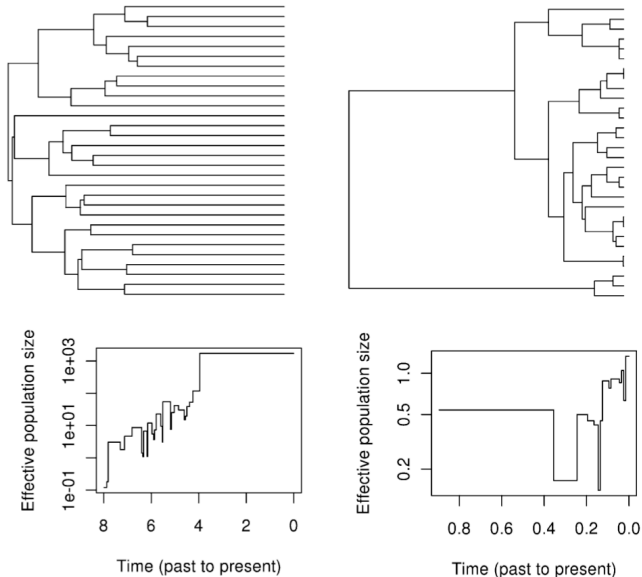 Effective population size
1e+03
1e+01
1e-01
8 6 4 2 0
Time (past to present)
Effective population size
1.0
0.5
0.2
0.8 0.6 0.4 0.2 0.0
Time (past to present)